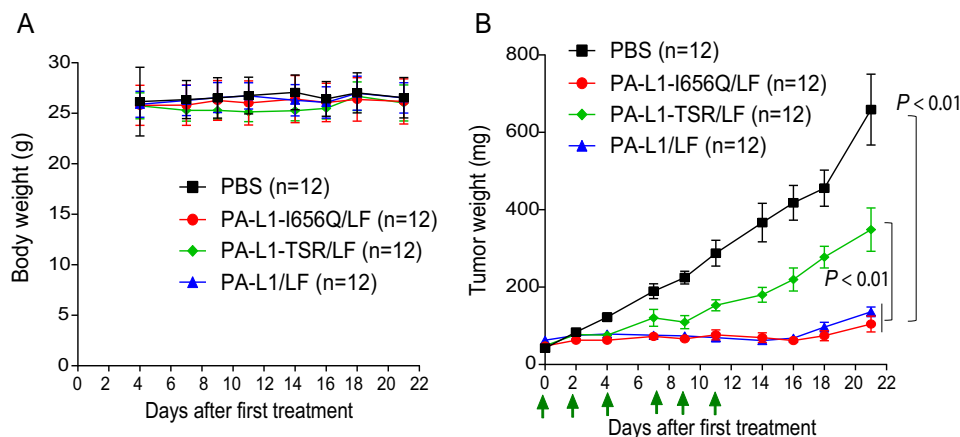 A
Body weight (g)
30
25
20
15
10
5
0
PBS (n=12)
PA-L1-I656Q/LF (n=12)
PA-L1-TSR/LF (n=12)
PA-L1/LF (n=12)
0 2 4 6 8 10 12 14 16 18 20 22
Days after first treatment
B
Tumor weight (mg)
800
600
400
200
0
PBS (n=12)
PA-L1-I656Q/LF (n=12)
PA-L1-TSR/LF (n=12)
PA-L1/LF (n=12)
P < 0.01
P < 0.01
0 2 4 6 8 10 12 14 16 18 20 22
Days after first treatment